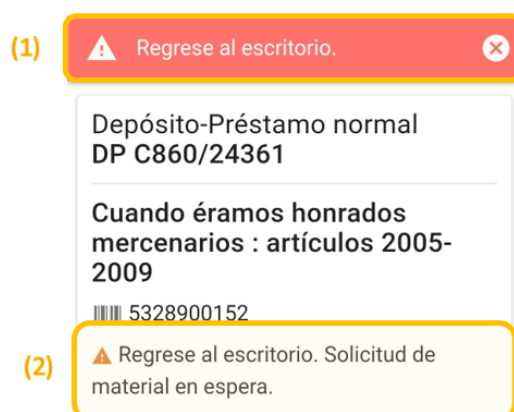 (1)
Regrese al escritorio.
Depósito-Préstamo normal
DP C860/24361
Cuando éramos honrados
mercenarios : artículos 2005-
2009
5328900152
(2)
Regrese al escritorio. Solicitud de
material en espera.